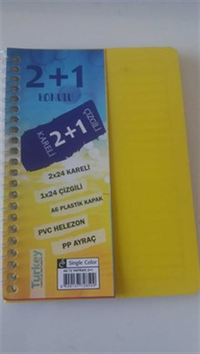 2+1
KONULU
KARELİ
2+1
ÇİZGİLİ
2x24 KARELİ
1x24 ÇİZGİLİ
A6 PLASTİK KAPAK
PVC HELEZON
PP AYRAÇ
Turkey
Single Color